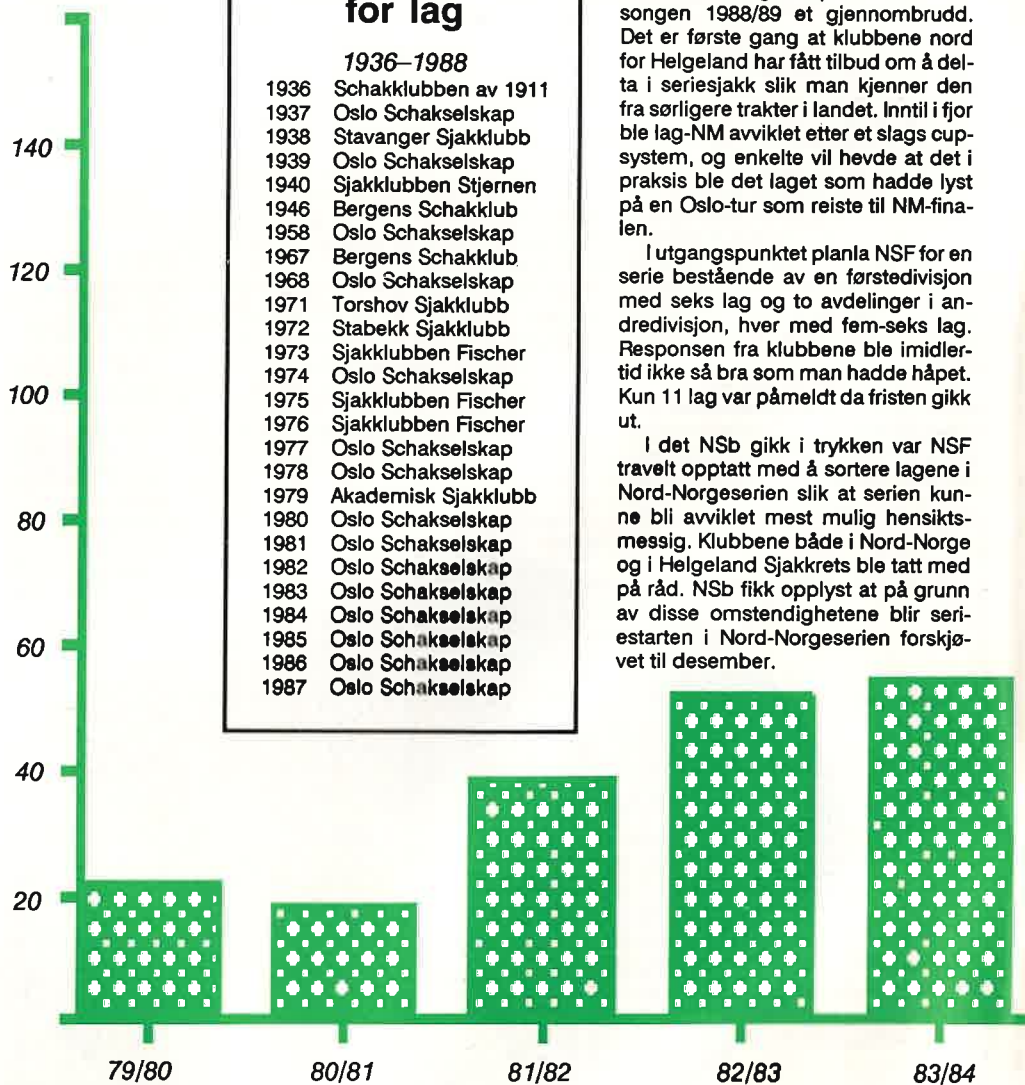 for lag
1936–1988
1936 Schakklubben av 1911
1937 Oslo Schakselskap
1938 Stavanger Sjakklubb
1939 Oslo Schakselskap
1940 Sjakklubben Stjernen
1946 Bergens Schakklub
1958 Oslo Schakselskap
1967 Bergens Schakklub
1968 Oslo Schakselskap
1971 Torshov Sjakklubb
1972 Stabekk Sjakklubb
1973 Sjakklubben Fischer
1974 Oslo Schakselskap
1975 Sjakklubben Fischer
1976 Sjakklubben Fischer
1977 Oslo Schakselskap
1978 Oslo Schakselskap
1979 Akademisk Sjakklubb
1980 Oslo Schakselskap
1981 Oslo Schakselskap
1982 Oslo Schakselskap
1983 Oslo Schakselskap
1984 Oslo Schakselskap
1985 Oslo Schakselskap
1986 Oslo Schakselskap
1987 Oslo Schakselskap
songen 1988/89 et gjennombrudd.
Det er første gang at klubbene nord
for Helgeland har fått tilbud om å del-
ta i seriesjakk slik man kjenner den
fra sørligere trakter i landet. Inntil i fjor
ble lag-NM avviklet etter et slags cup-
system, og enkelte vil hevde at det i
praksis ble det laget som hadde lyst
på en Oslo-tur som reiste til NM-fina-
len.
I utgangspunktet planla NSF for en
serie bestående av en førstedivisjon
med seks lag og to avdelinger i an-
dredivisjon, hver med fem-seks lag.
Responsen fra klubbene ble imidler-
tid ikke så bra som man hadde håpet.
Kun 11 lag var påmeldt da fristen gikk
ut.
I det NSb gikk i trykken var NSF
travelt opptatt med å sortere lagene i
Nord-Norgeserien slik at serien kun-
ne bli avviklet mest mulig hensikts-
messig. Klubbene både i Nord-Norge
og i Helgeland Sjakkrets ble tatt med
på råd. NSb fikk opplyst at på grunn
av disse omstendighetene blir seri-
estarten i Nord-Norgeserien forskjø-
vet til desember.
140
120
100
80
60
40
20
79/80 80/81 81/82 82/83 83/84